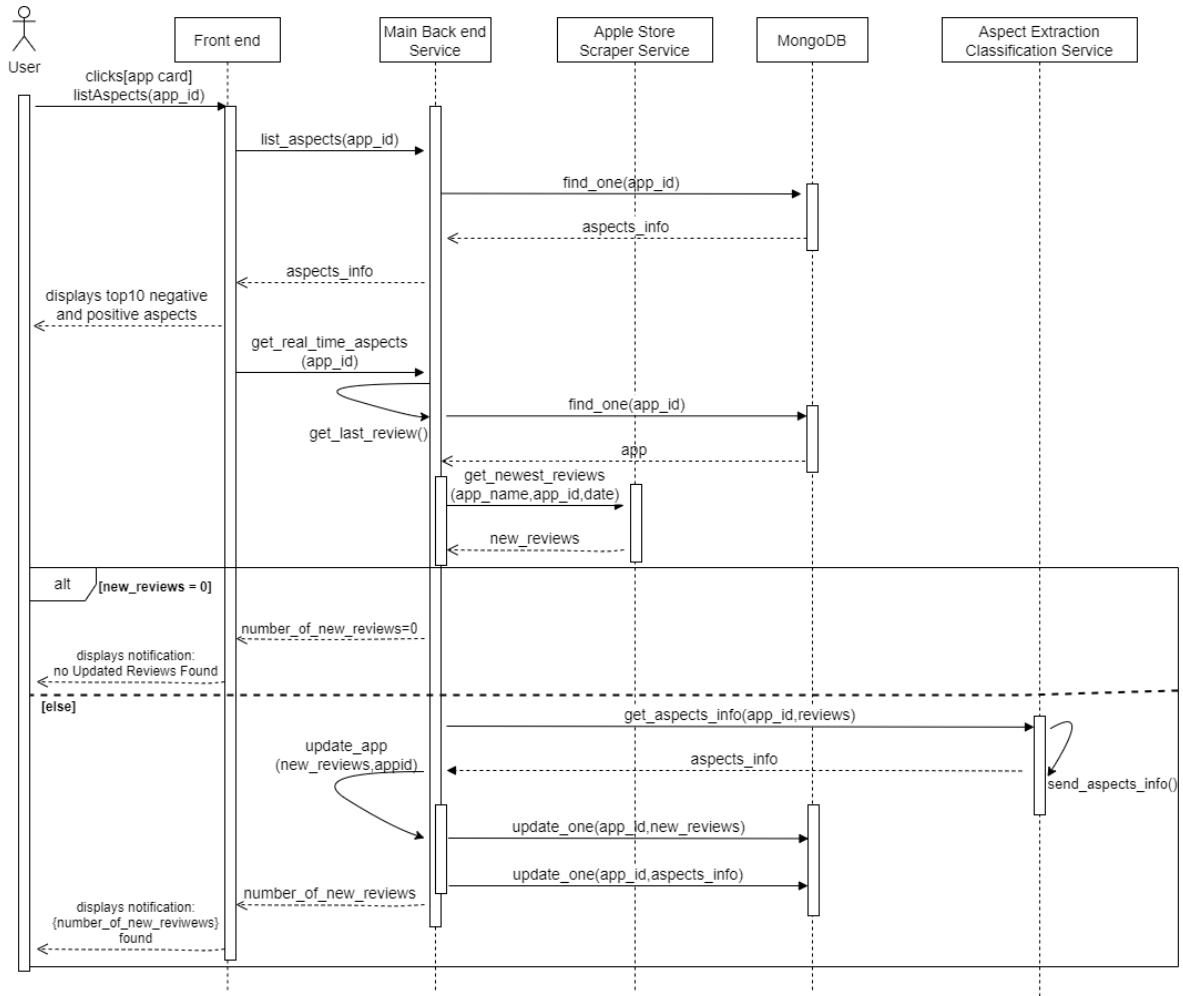 User
Front end
Main Back end
Service
Apple Store
Scraper Service
MongoDB
Aspect Extraction
Classification Service
clicks[app card]
listAspects(app_id)
list_aspects(app_id)
find_one(app_id)
aspects_info
aspects_info
displays top10 negative
and positive aspects
get_real_time_aspects
(app_id)
get_last_review()
find_one(app_id)
app
get_newest_reviews
(app_name,app_id,date)
new_reviews
alt
[new_reviews = 0]
number_of_new_reviews=0
displays notification:
no Updated Reviews Found
[else]
get_aspects_info(app_id,reviews)
update_app
(new_reviews,appid)
aspects_info
send_aspects_info()
update_one(app_id,new_reviews)
update_one(app_id,aspects_info)
number_of_new_reviews
displays notification:
{number_of_new_reviwews}
found